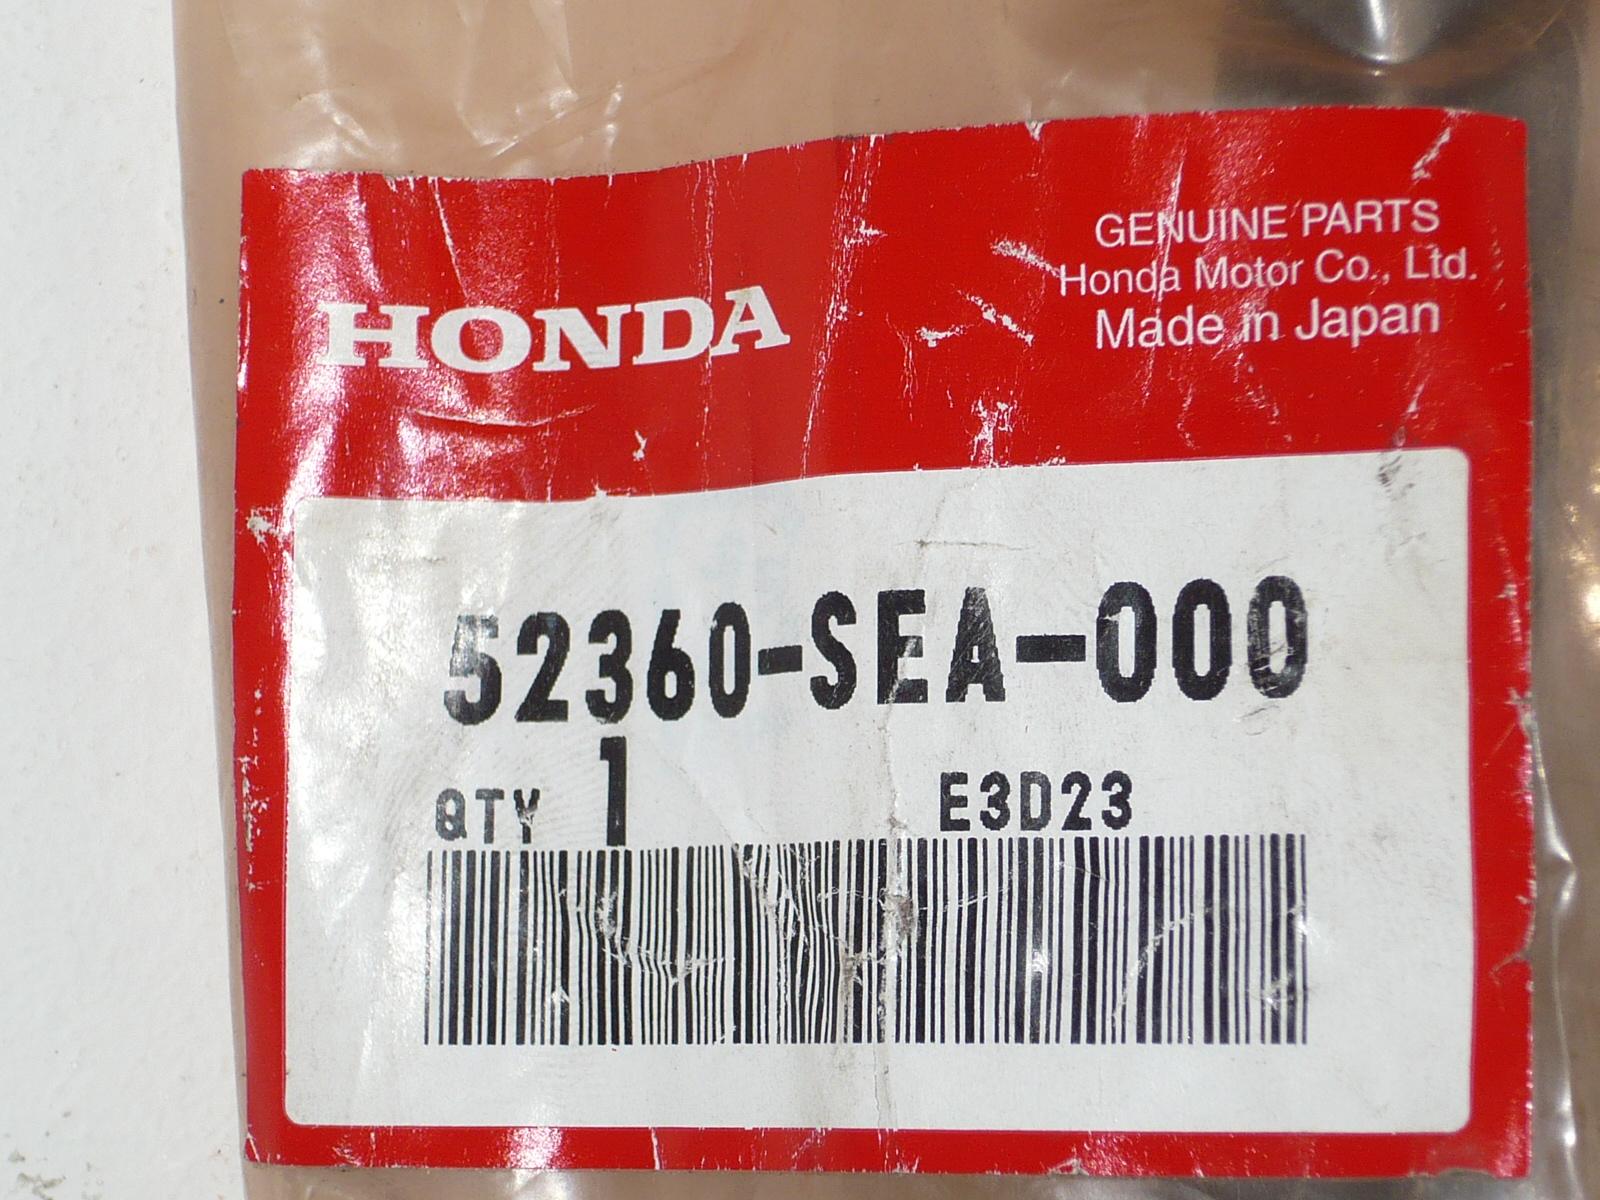 HONDA
GENUINE PARTS
Honda Motor Co., Ltd.
Made in Japan
52360-SEA-000
QTY 1 E3D23